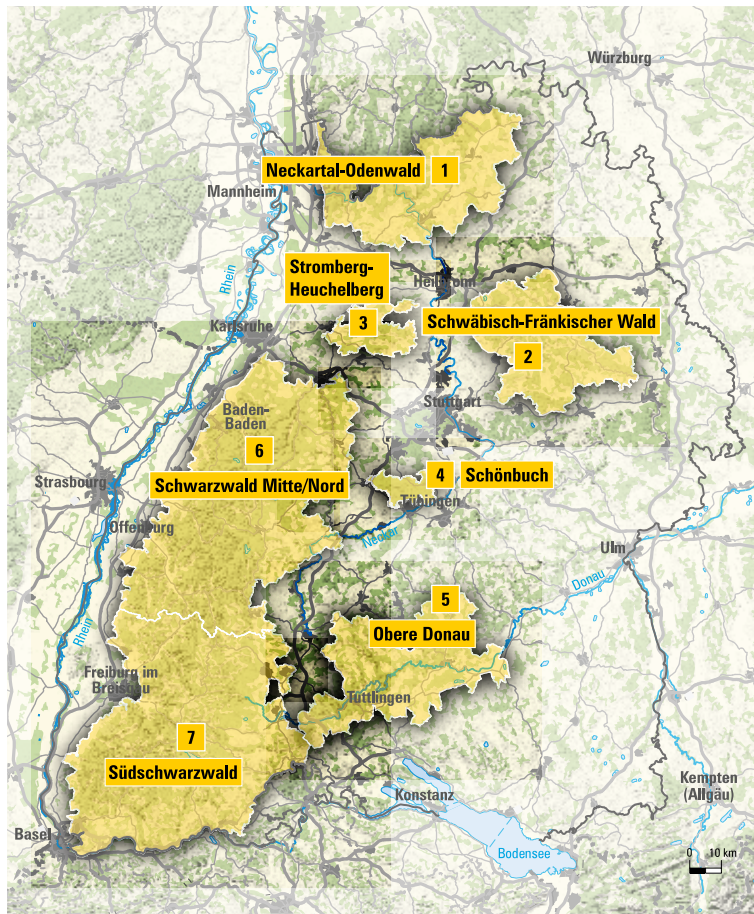 Würzburg
Neckartal-Odenwald
1
Mannheim
Rhein
Stromberg-
Heuchelberg
Heilbronn
3
Karlsruhe
Schwäbisch-Fränkischer Wald
2
Stuttgart
Baden-
Baden
6
Schwarzwald Mitte/Nord
4
Schönbuch
Strasbourg
Tübingen
Offenburg
Neckar
Ulm
Donau
5
Obere Donau
Rhein
Freiburg im
Breisgau
Tuttlingen
7
Südschwarzwald
Konstanz
Kempten
(Allgäu)
Basel
Bodensee
0 10 km